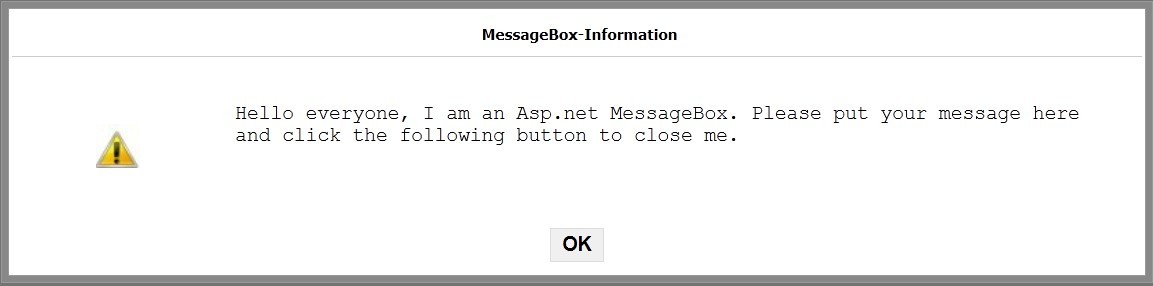 MessageBox-Information
Hello everyone, I am an Asp.net MessageBox. Please put your message here
and click the following button to close me.
OK